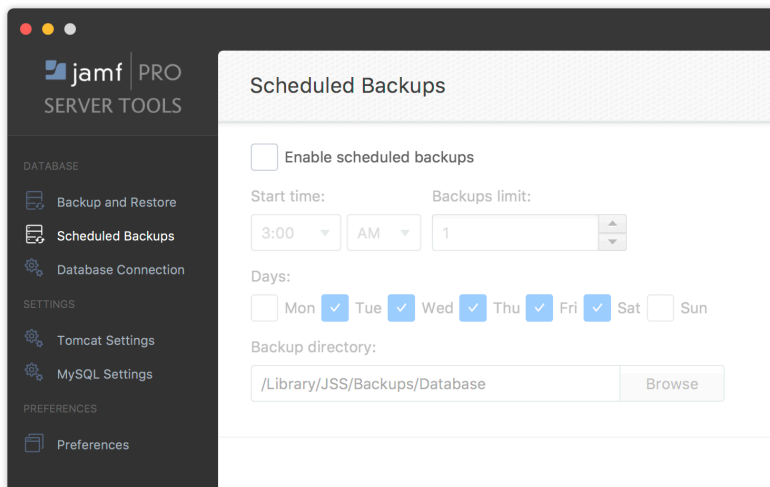 jamf PRO
SERVER TOOLS
DATABASE
Backup and Restore
Scheduled Backups
Database Connection
SETTINGS
Tomcat Settings
MySQL Settings
PREFERENCES
Preferences
Scheduled Backups
Enable scheduled backups
Start time: Backups limit:
3:00 AM 1
Days:
Mon Tue Wed Thu Fri Sat Sun
Backup directory:
/Library/JSS/Backups/Database Browse